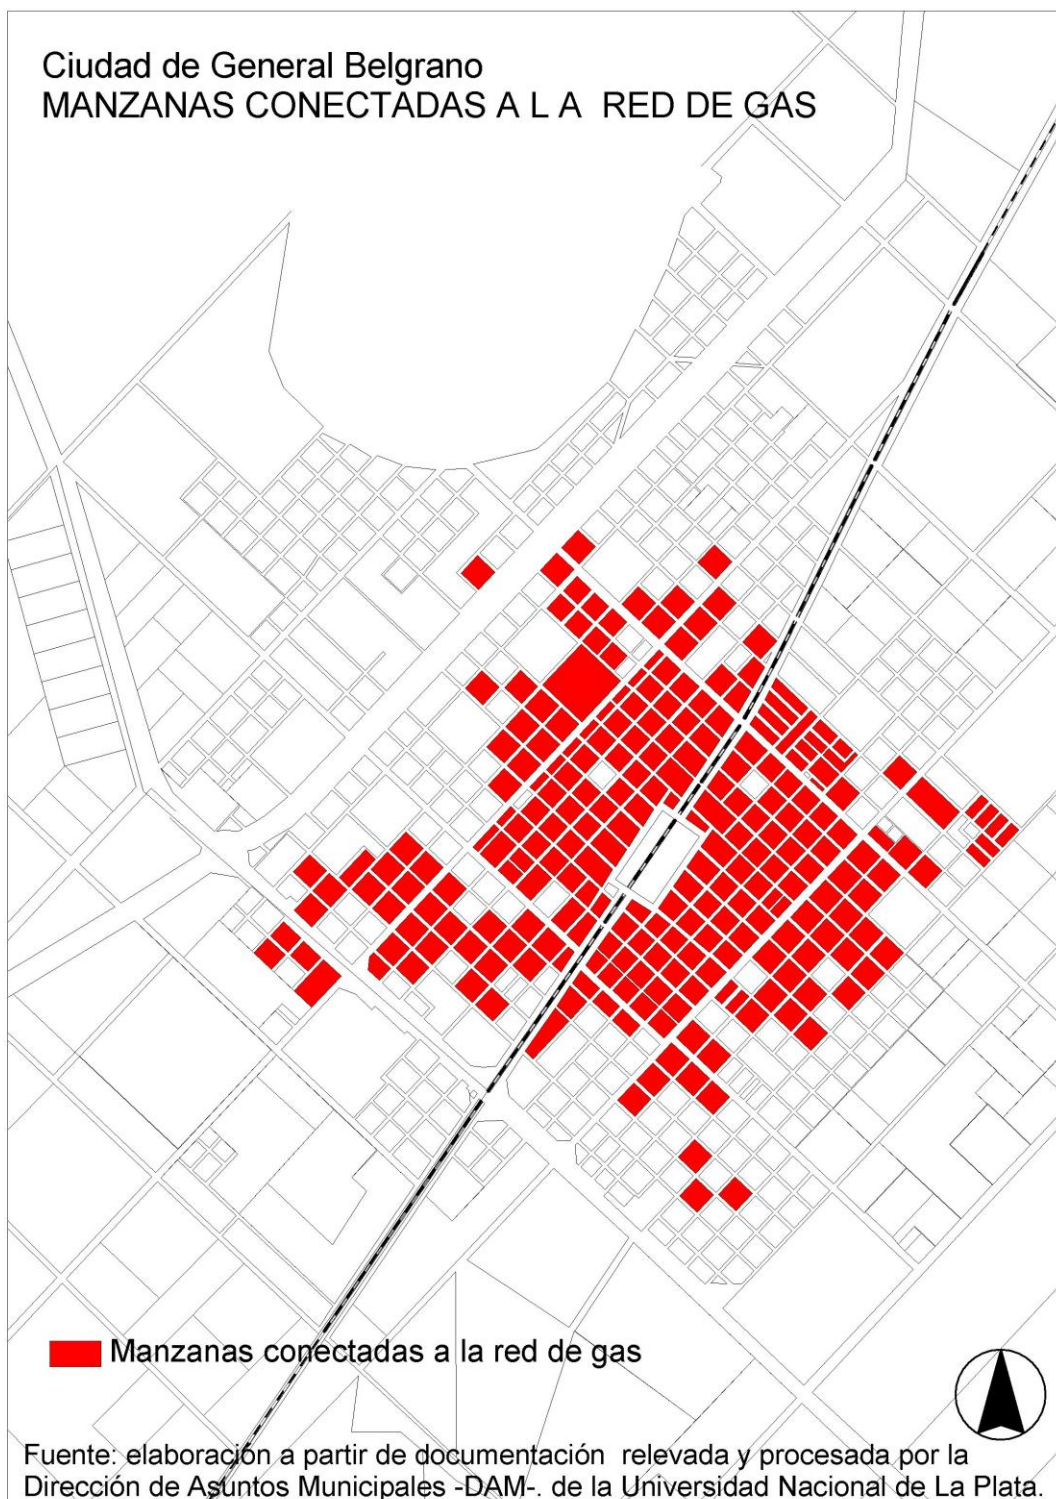 Ciudad de General Belgrano
MANZANAS CONECTADAS A L A RED DE GAS
Manzanas conectadas a la red de gas
Fuente: elaboración a partir de documentación relevada y procesada por la
Dirección de Asuntos Municipales -DAM-. de la Universidad Nacional de La Plata.